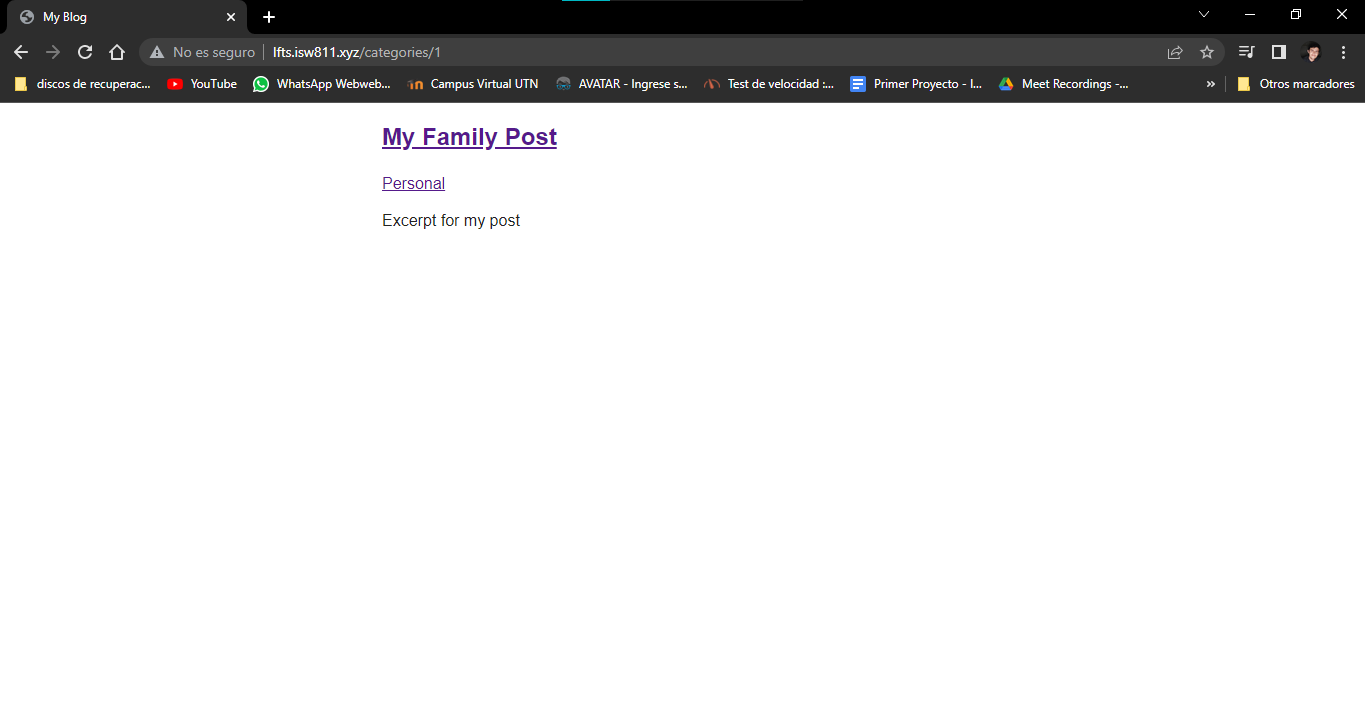 My Blog
No es seguro lfts.isw811.xyz/categories/1
discos de recuperac... YouTube WhatsApp Webweb... Campus Virtual UTN AVATAR - Ingrese s... Test de velocidad :... Primer Proyecto - I... Meet Recordings -... » Otros marcadores
My Family Post
Personal
Excerpt for my post